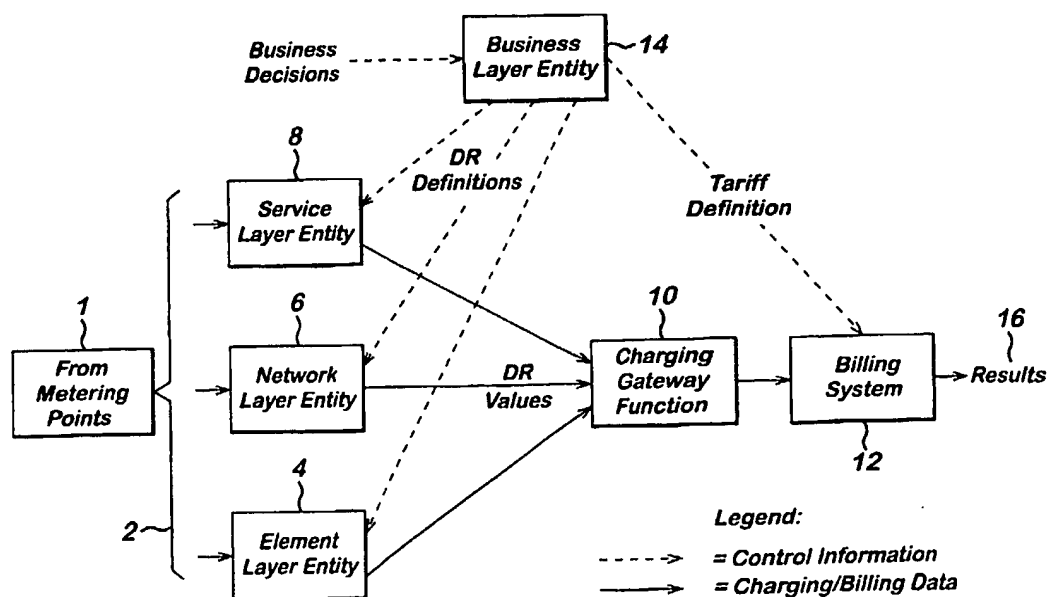 Business
Decisions
Business
Layer Entity
14
8
DR
Definitions
Service
Layer Entity
Tariff
Definition
1
6
10
16
From
Metering
Points
Network
Layer Entity
DR
Values
Charging
Gateway
Function
Billing
System
Results
12
4
2
Element
Layer Entity
Legend:
= Control Information
= Charging/Billing Data